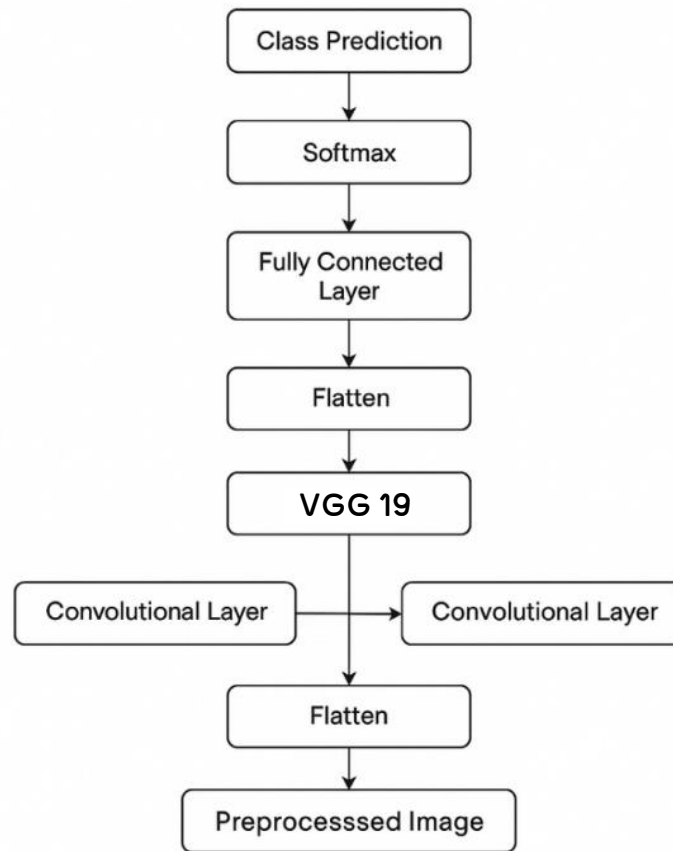 Class Prediction
Softmax
Fully Connected
Layer
Flatten
VGG 19
Convolutional Layer
Convolutional Layer
Flatten
Preprocesssed Image